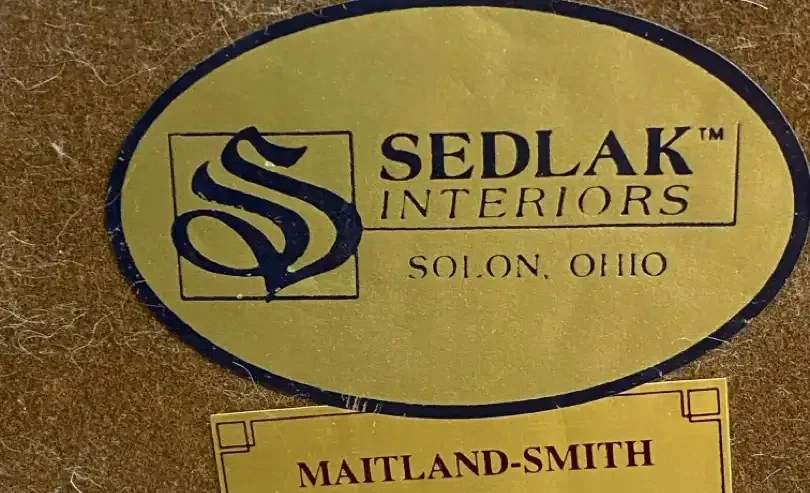 S
SEDLAK™
INTERIORS
SOLON, OHIO
MAITLAND-SMITH